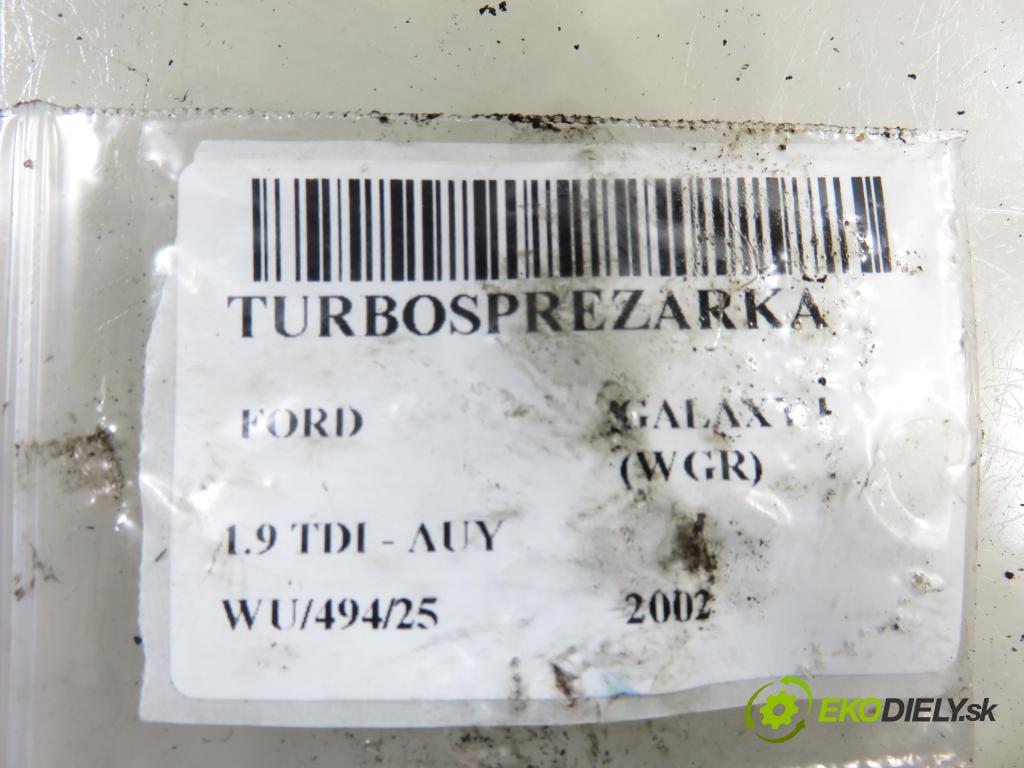 TURBOSPREZARKA
FORD GALAXY I
(WGR)
1.9 TDI - AUY
WU/494/25 2002
EKODIELY.sk